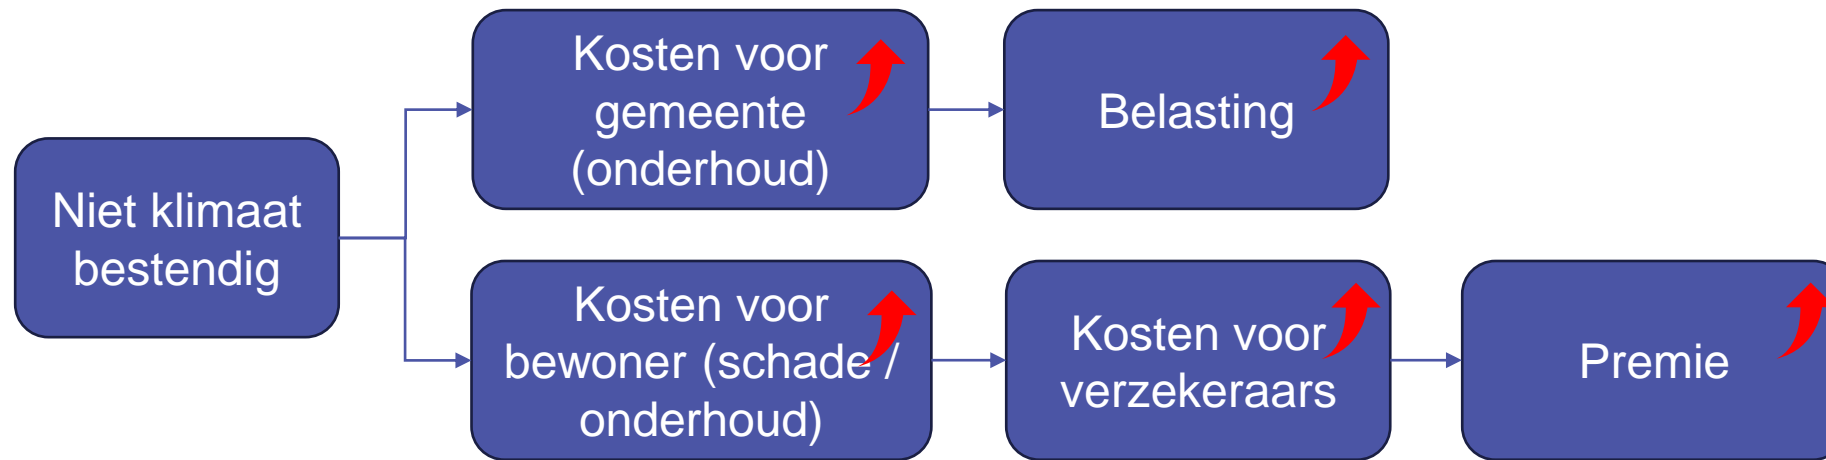 Kosten voor
gemeente
(onderhoud)
Belasting
Niet klimaat
bestendig
Kosten voor
bewoner (schade /
onderhoud)
Kosten voor
verzekeraars
Premie